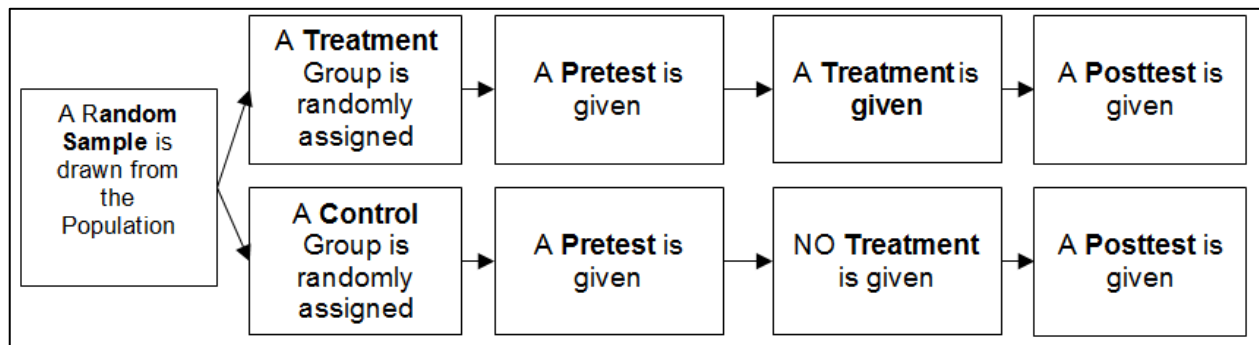 A Random
Sample is
drawn from
the
Population
A Treatment
Group is
randomly
assigned
A Pretest is
given
A Treatment is
given
A Posttest is
given
A Control
Group is
randomly
assigned
A Pretest is
given
NO Treatment
is given
A Posttest is
given